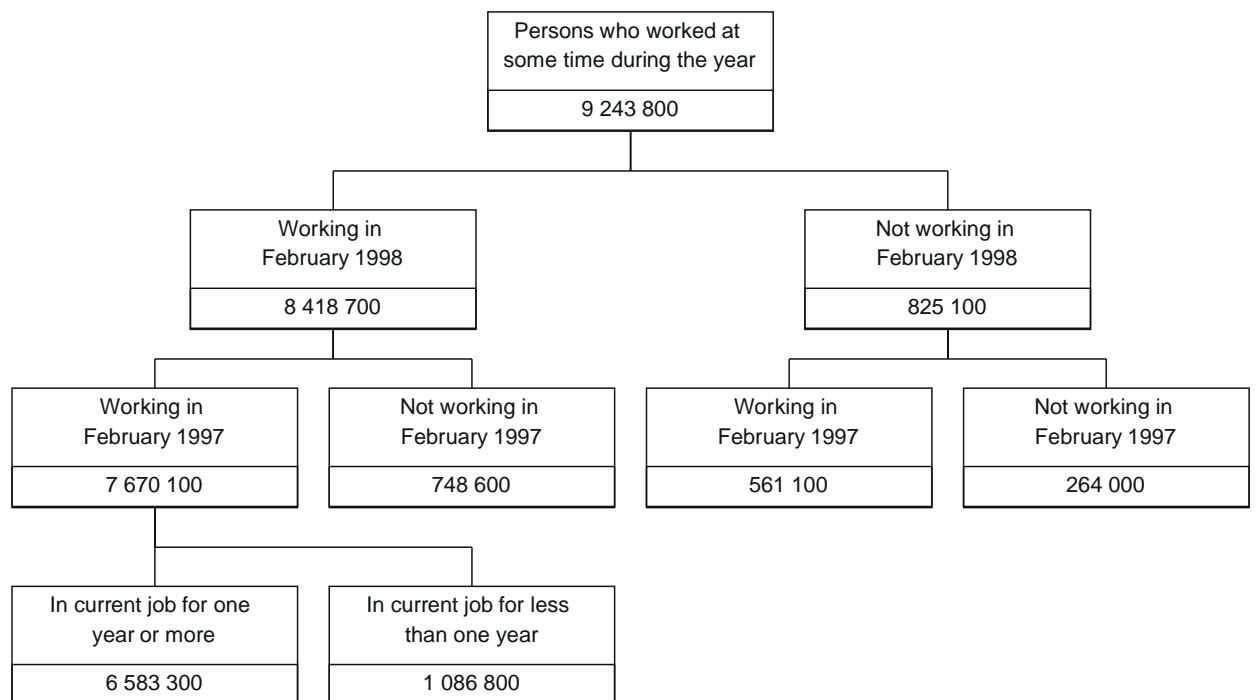 Persons who worked at
some time during the year
9 243 800
Working in
February 1998
8 418 700
Not working in
February 1998
825 100
Working in
February 1997
7 670 100
Not working in
February 1997
748 600
Working in
February 1997
561 100
Not working in
February 1997
264 000
In current job for one
year or more
6 583 300
In current job for less
than one year
1 086 800